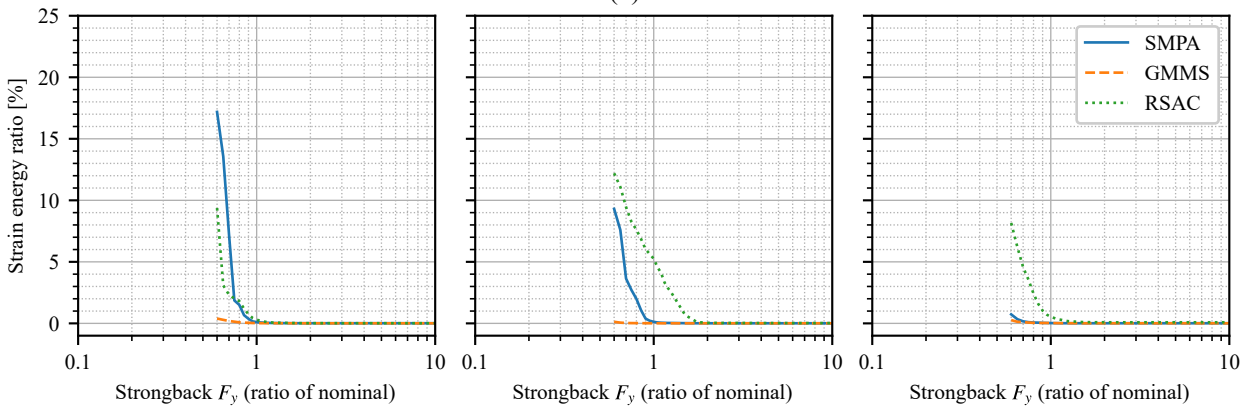 25
20
15
10
5
0
Strain energy ratio [%]
0.1 1 10
Strongback Fy (ratio of nominal)
0.1 1 10
Strongback Fy (ratio of nominal)
SMPA
GMMS
RSAC
0.1 1 10
Strongback Fy (ratio of nominal)